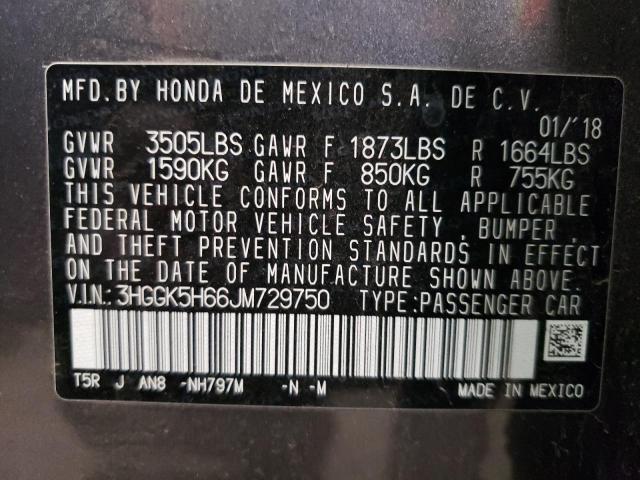 MFD. BY HONDA DE MEXICO S.A. DE C.V.
01/'18
GVWR 3505LBS GAWR F 1873LBS R 1664LBS
GVWR 1590KG GAWR F 850KG R 755KG
THIS VEHICLE CONFORMS TO ALL APPLICABLE
FEDERAL MOTOR VEHICLE SAFETY, BUMPER,
AND THEFT PREVENTION STANDARDS IN EFFECT
ON THE DATE OF MANUFACTURE SHOWN ABOVE.
V.I.N.: 3HGGK5H66JM729750 TYPE: PASSENGER CAR
T5R J AN8 -NH797M -N -M MADE IN MEXICO